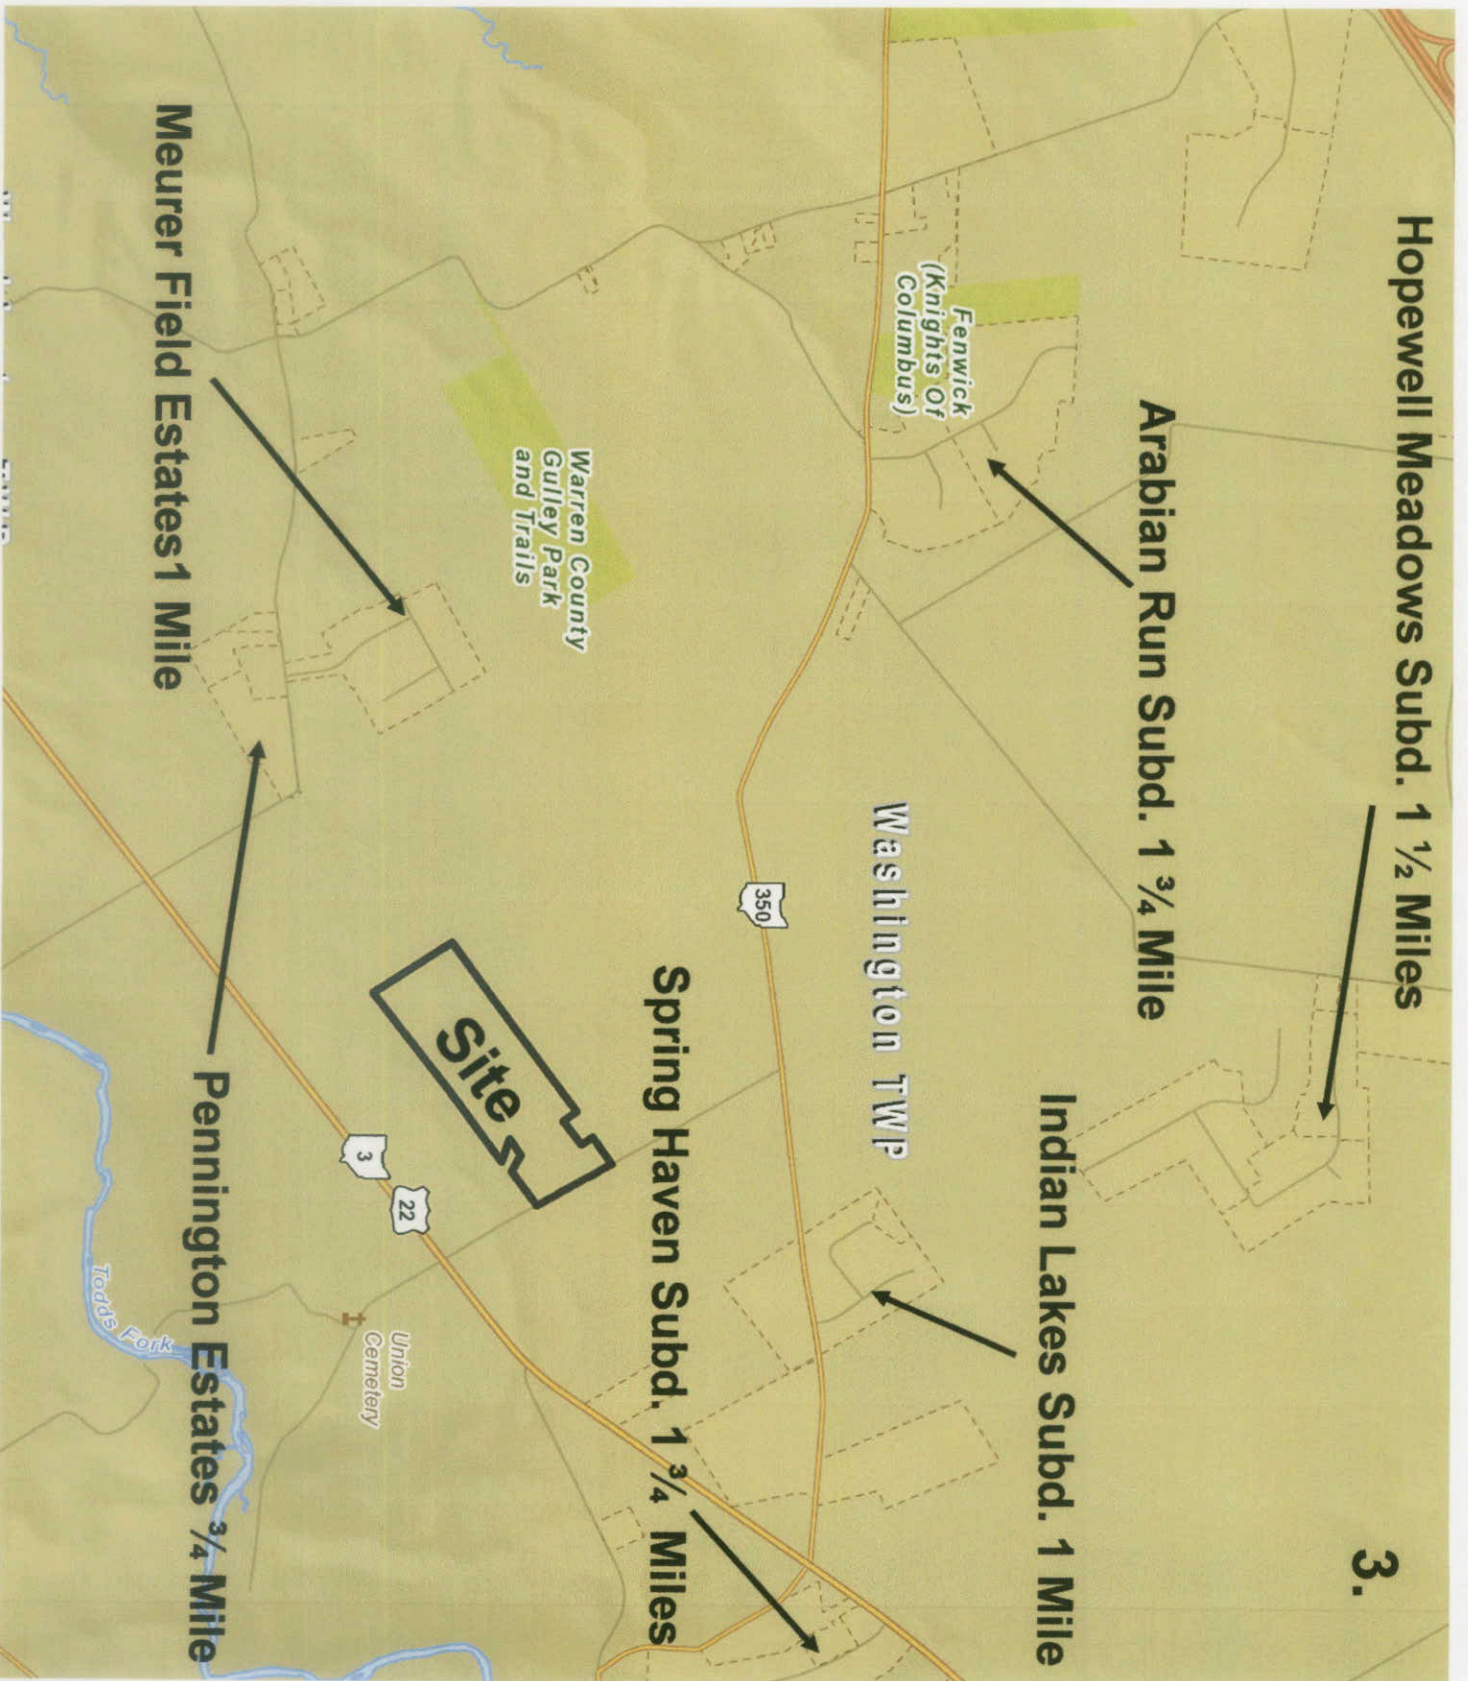 3.
Hopewell Meadows Subd. 1 ½ Miles
Arabian Run Subd. 1 ¾ Mile
Indian Lakes Subd. 1 Mile
Fenwick
(Knights Of
Columbus)
Washington TWP
350
Spring Haven Subd. 1 ¾ Miles
Warren County
Gulley Park
and Trails
Site
3
22
Union
Cemetery
Meurer Field Estates1 Mile
Pennington Estates ¾ Mile
Todds Fork